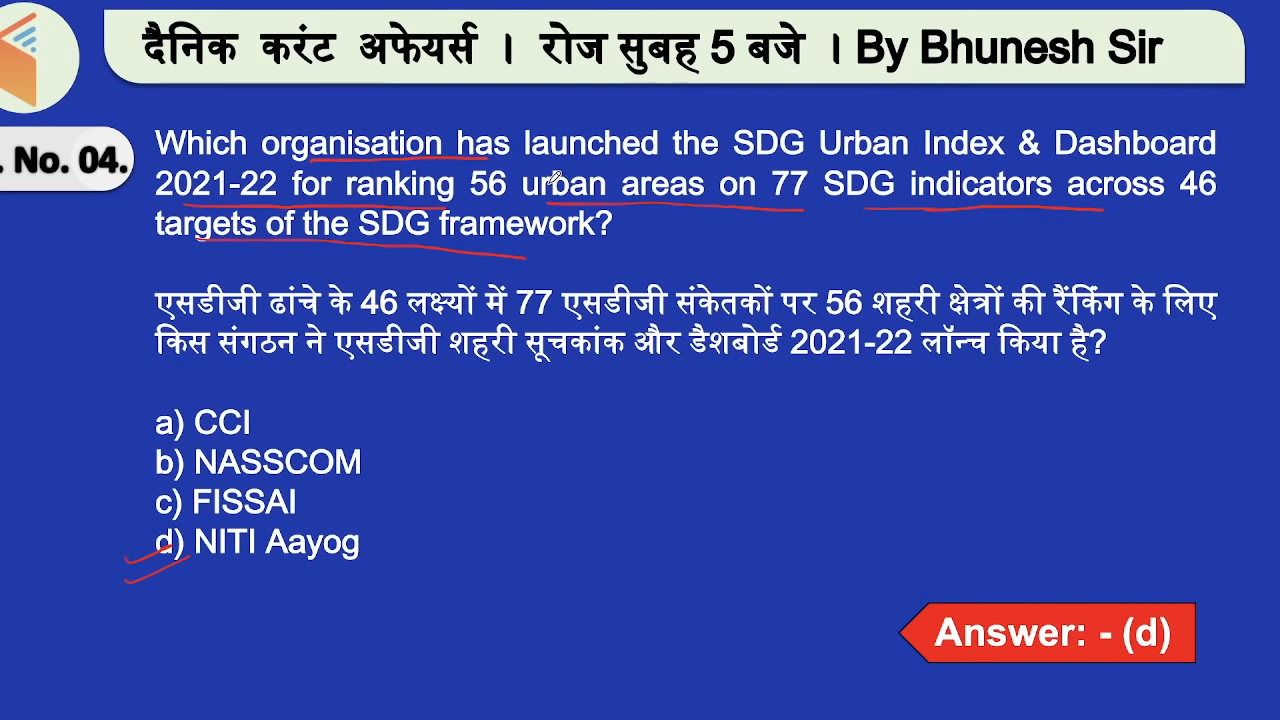 दैनिक करंट अफेयर्स । रोज सुबह 5 बजे । By Bhunesh Sir
. No. 04.
Which organisation has launched the SDG Urban Index & Dashboard
2021-22 for ranking 56 urban areas on 77 SDG indicators across 46
targets of the SDG framework?
एसडीजी ढांचे के 46 लक्ष्यों में 77 एसडीजी संकेतकों पर 56 शहरी क्षेत्रों की रैंकिंग के लिए
किस संगठन ने एसडीजी शहरी सूचकांक और डैशबोर्ड 2021-22 लॉन्च किया है?
a) CCI
b) NASSCOM
c) FISSAI
d) NITI Aayog
Answer: - (d)